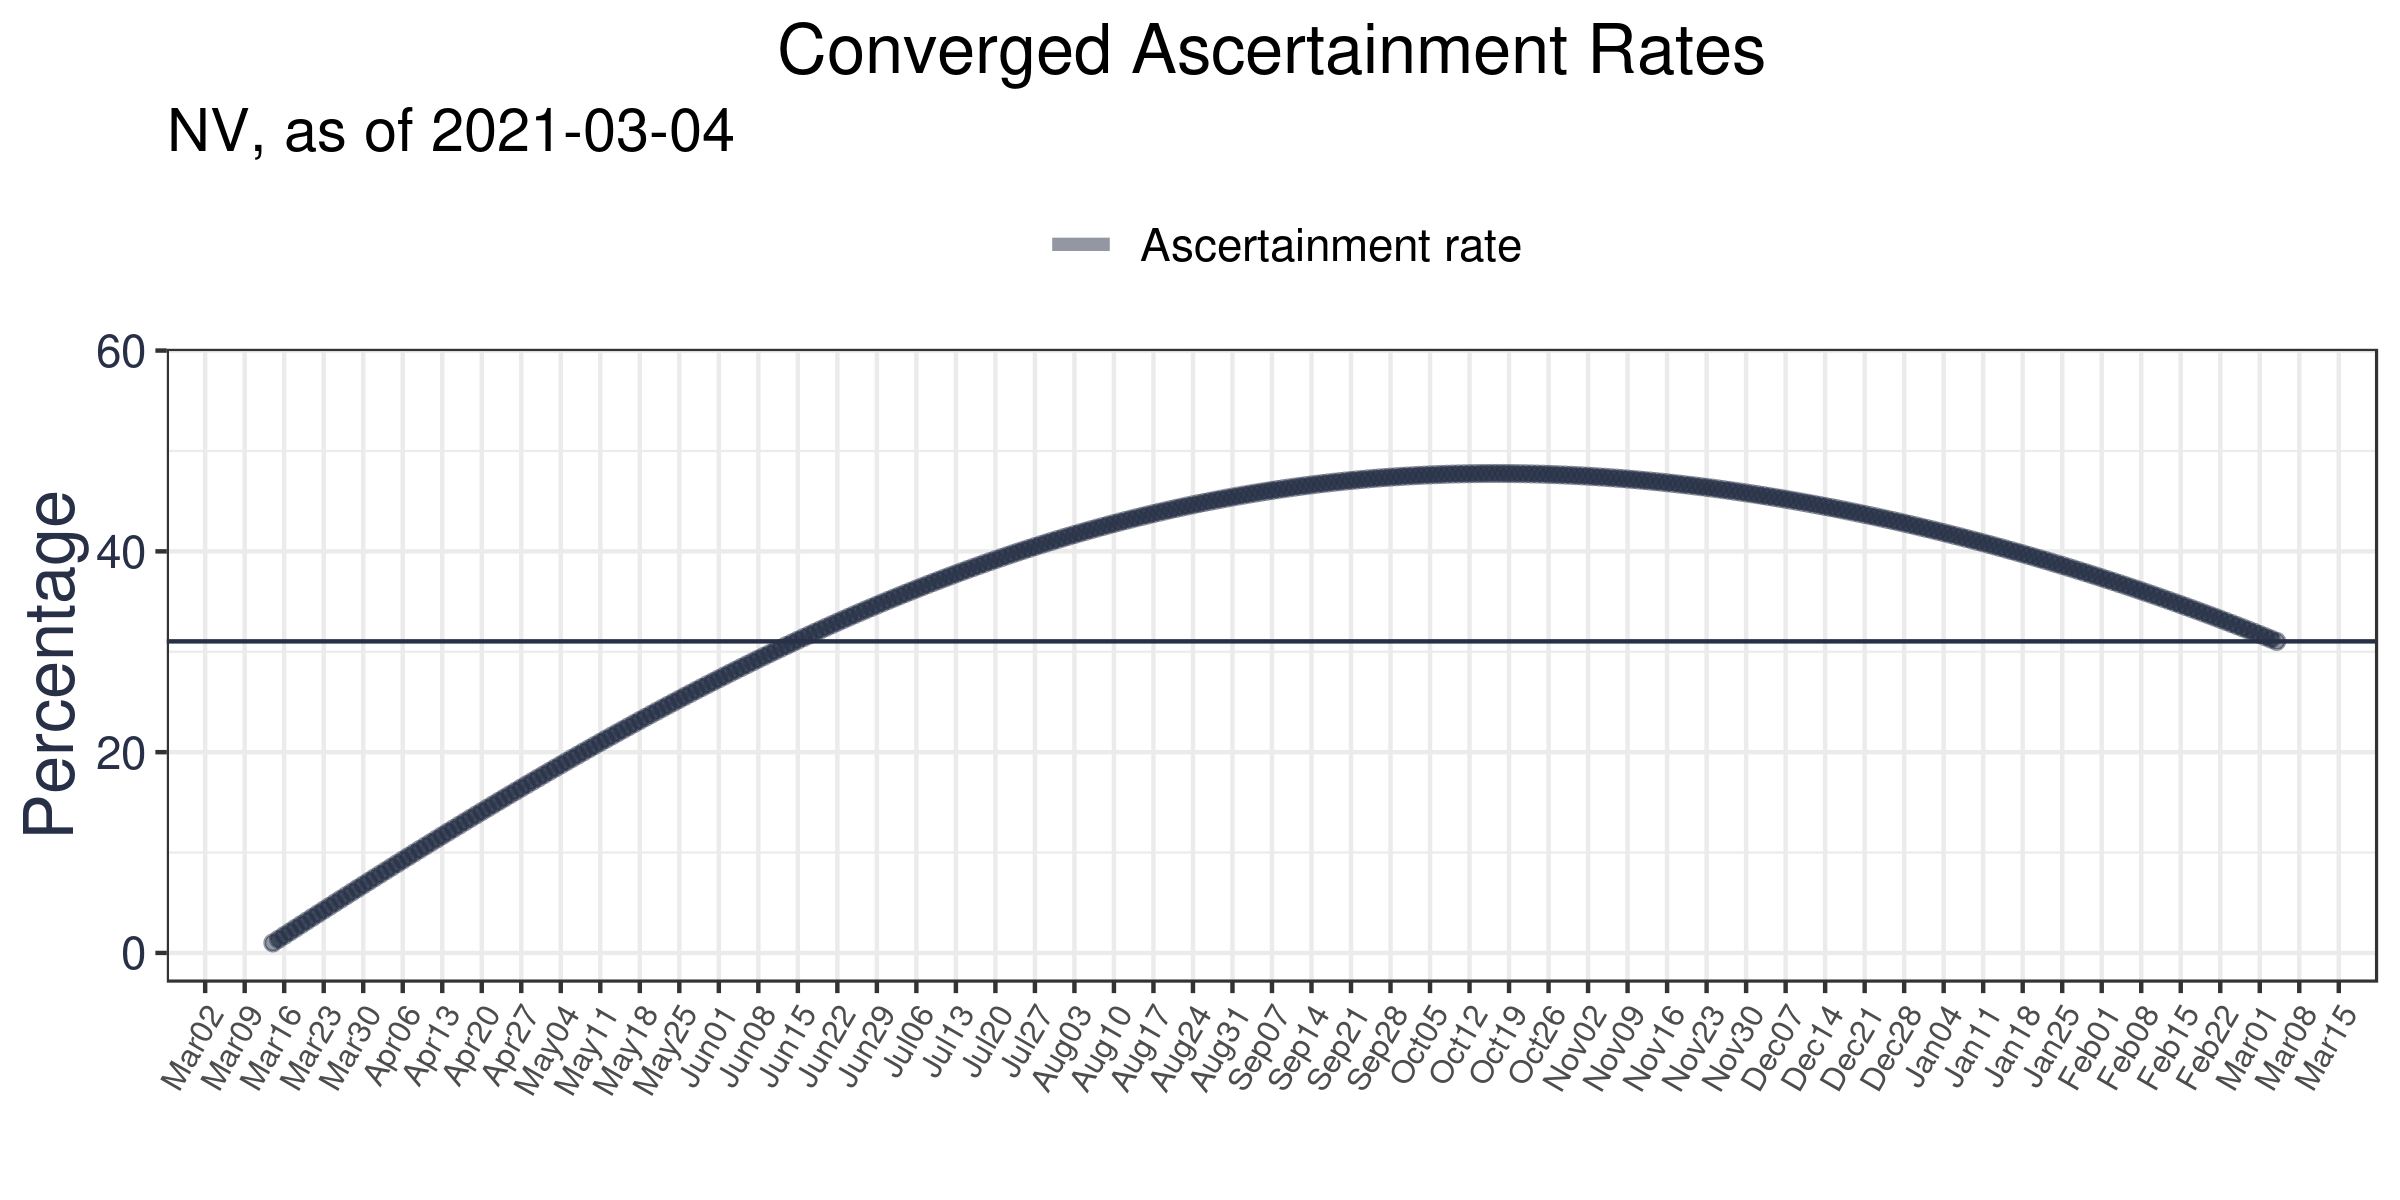 Converged Ascertainment Rates
NV, as of 2021-03-04
Ascertainment rate
Percentage
60
40
20
0
Mar02 Mar09 Mar16 Mar23 Mar30 Apr06 Apr13 Apr20 Apr27 May04 May11 May18 May25 Jun01 Jun08 Jun15 Jun22 Jun29 Jul06 Jul13 Jul20 Jul27 Aug03 Aug10 Aug17 Aug24 Aug31 Sep07 Sep14 Sep21 Sep28 Oct05 Oct12 Oct19 Oct26 Nov02 Nov09 Nov16 Nov23 Nov30 Dec07 Dec14 Dec21 Dec28 Jan04 Jan11 Jan18 Jan25 Feb01 Feb08 Feb15 Feb22 Mar01 Mar08 Mar15